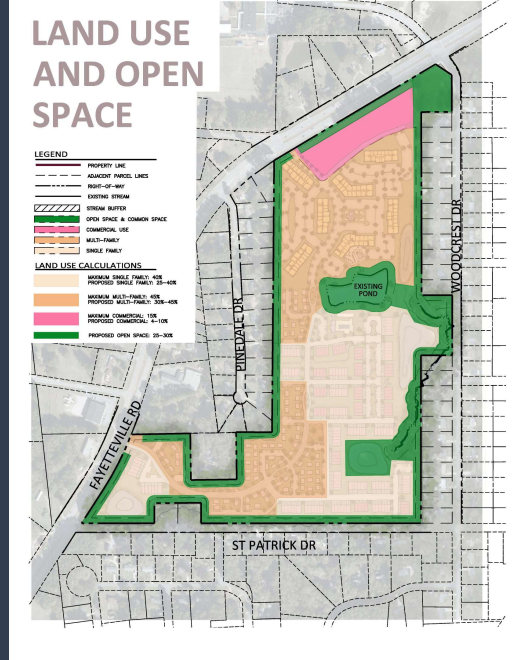 LAND USE
AND OPEN
SPACE
LEGEND
PROPERTY LINE
ADJACENT PARCEL LINES
RIGHT-OF-WAY
EXISTING STREAM
STREAM BUFFER
OPEN SPACE & COMMON SPACE
COMMERCIAL USE
MULTI-FAMILY
SINGLE FAMILY
LAND USE CALCULATIONS
MAXIMUM SINGLE FAMILY: 40%
PROPOSED SINGLE FAMILY: 25-40%
MAXIMUM MULTI-FAMILY: 45%
PROPOSED MULTI-FAMILY: 30%-45%
MAXIMUM COMMERCIAL: 15%
PROPOSED COMMERCIAL: 4-10%
PROPOSED OPEN SPACE: 25-30%
WOODCREST DR
EXISTING
POND
PINEDALE DR
FAYETTEVILLE RD
ST PATRICK DR